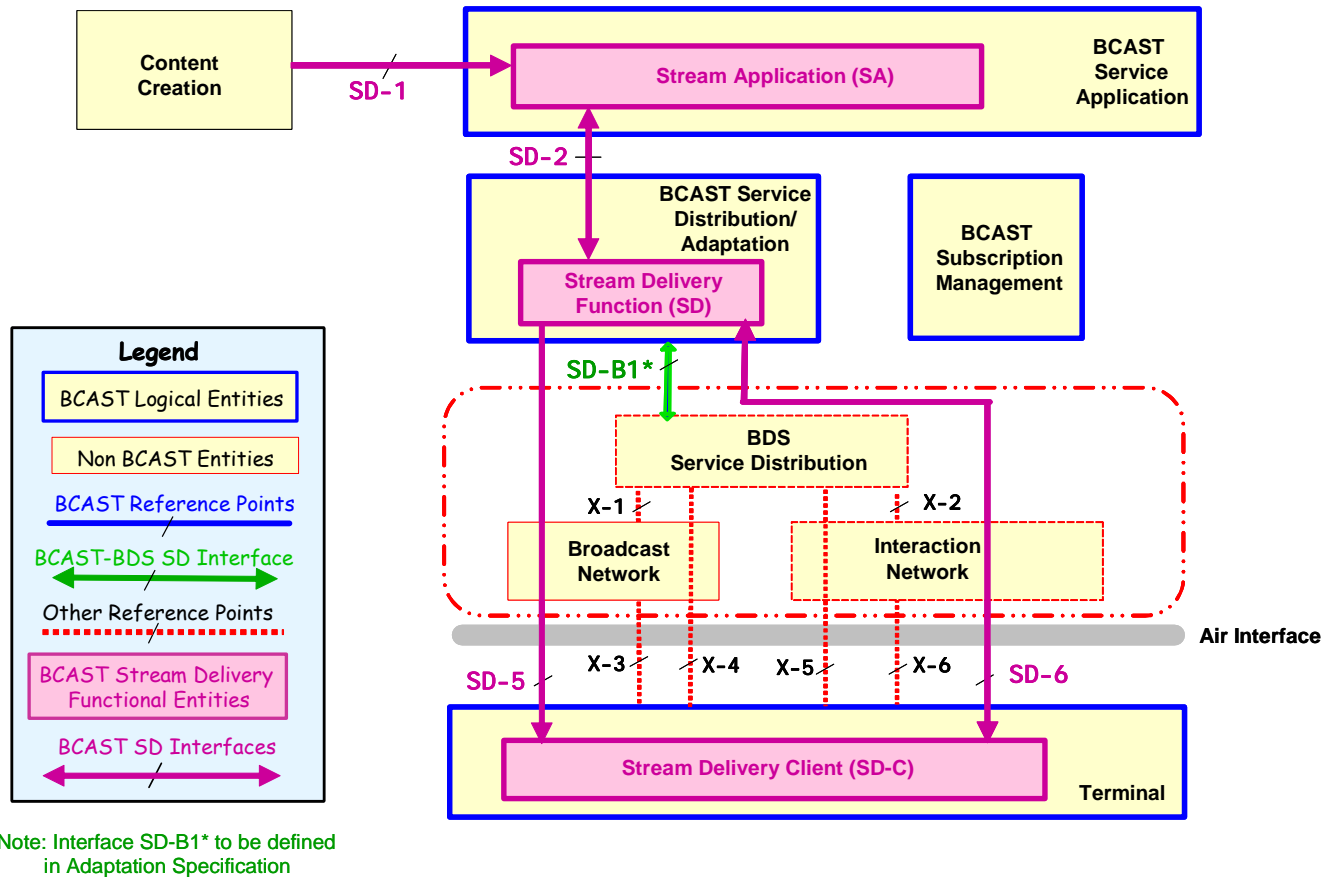 Content
Creation
SD-1
Stream Application (SA)
BCAST
Service
Application
SD-2
BCAST Service
Distribution/
Adaptation
Stream Delivery
Function (SD)
BCAST
Subscription
Management
SD-B1*
BDS
Service Distribution
X-1
X-2
Broadcast
Network
Interaction
Network
Air Interface
X-3
X-4
X-5
X-6
SD-5
SD-6
Stream Delivery Client (SD-C)
Terminal
Legend
BCAST Logical Entities
Non BCAST Entities
BCAST Reference Points
BCAST-BDS SD Interface
Other Reference Points
BCAST Stream Delivery
Functional Entities
BCAST SD Interfaces
Note: Interface SD-B1* to be defined
in Adaptation Specification